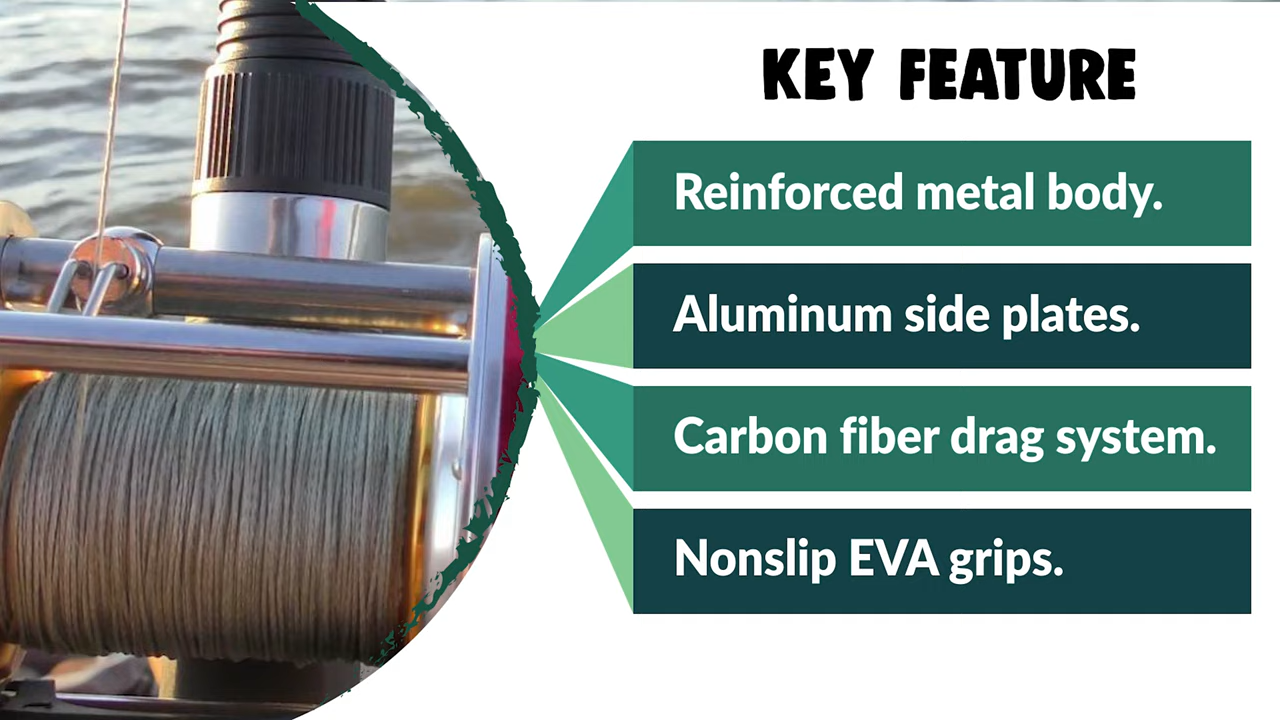 KEY FEATURE
Reinforced metal body.
Aluminum side plates.
Carbon fiber drag system.
Nonslip EVA grips.